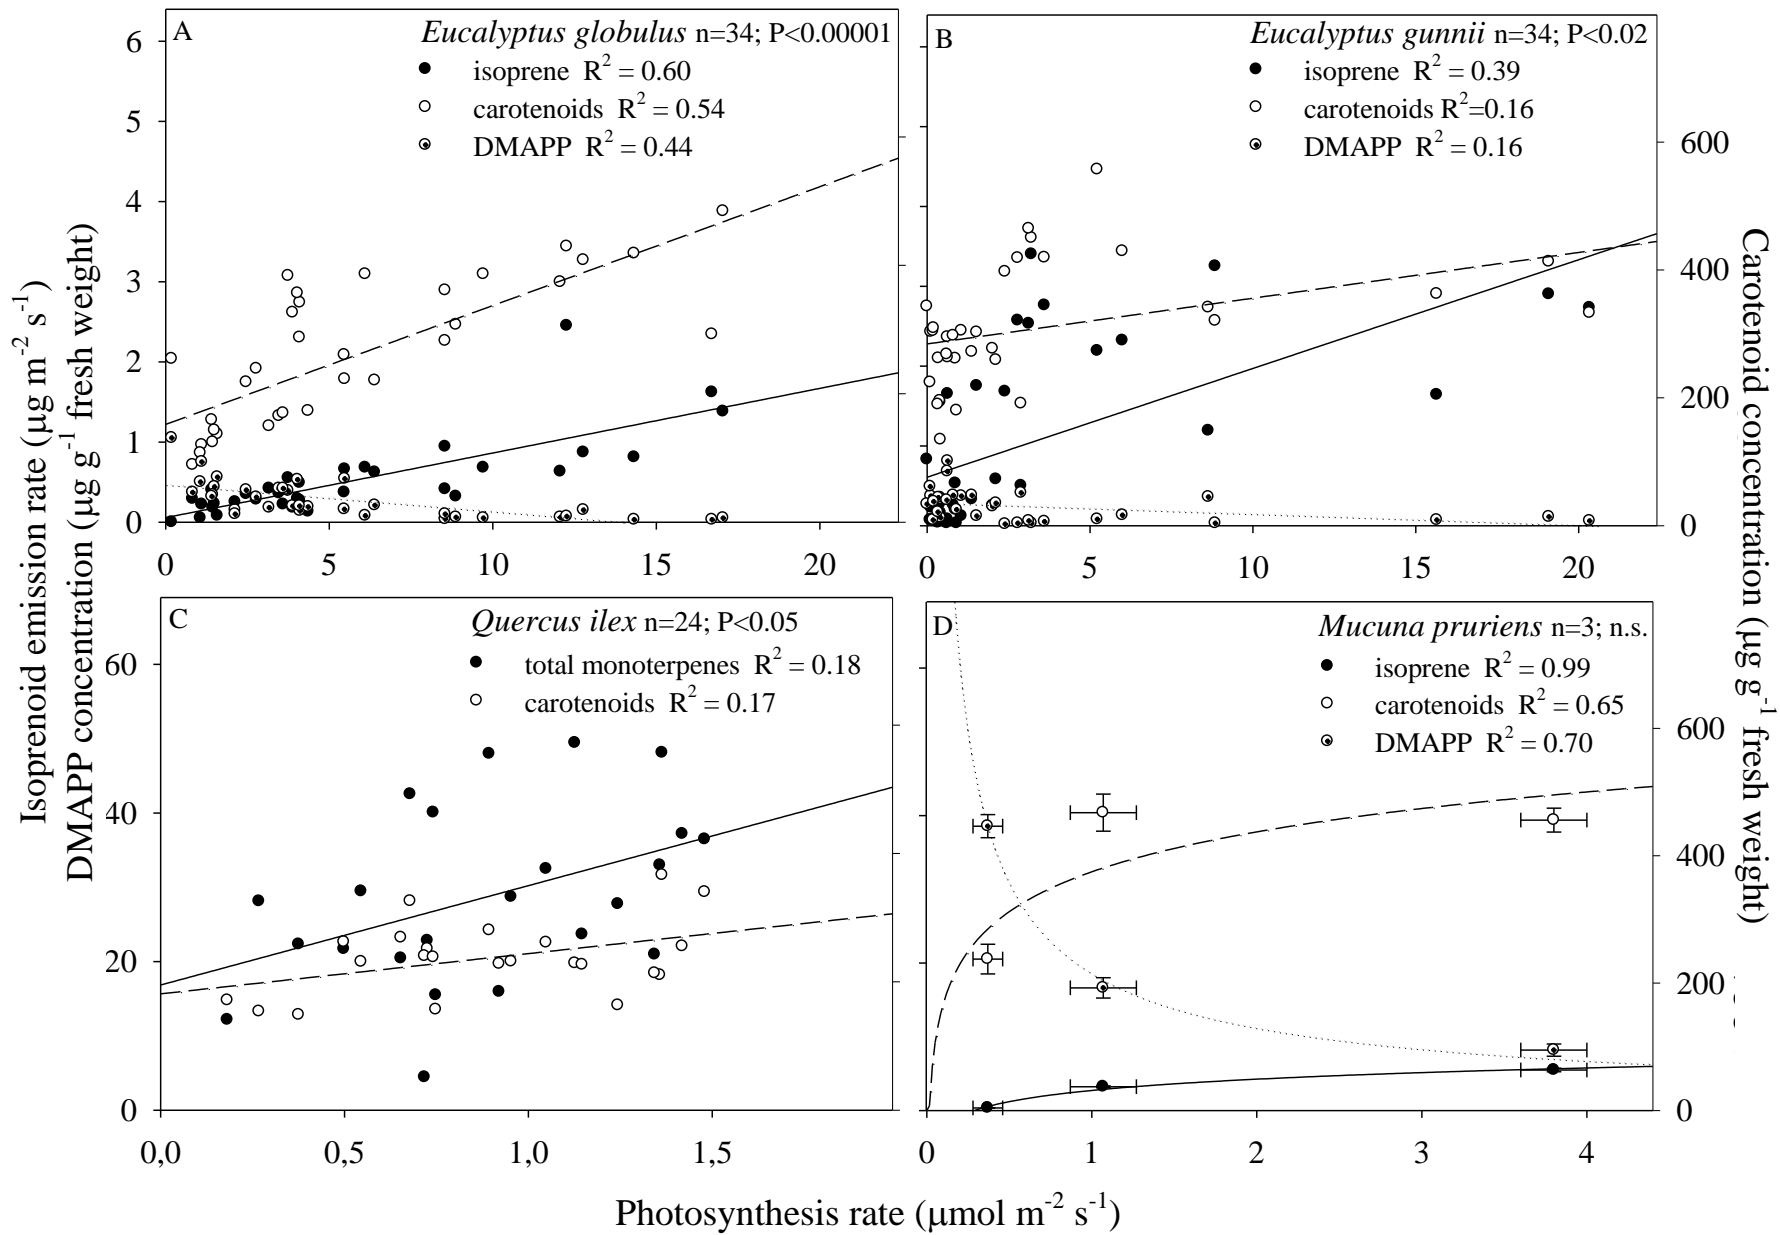 A
Eucalyptus globulus n=34; P<0.00001
isoprene R² = 0.60
carotenoids R² = 0.54
DMAPP R² = 0.44
6
5
4
3
2
1
0
0 5 10 15 20
B
Eucalyptus gunnii n=34; P<0.02
isoprene R² = 0.39
carotenoids R²=0.16
DMAPP R² = 0.16
600
400
200
0
0 5 10 15 20
C
Quercus ilex n=24; P<0.05
total monoterpenes R² = 0.18
carotenoids R² = 0.17
60
40
20
0
0,0 0,5 1,0 1,5
D
Mucuna pruriens n=3; n.s.
isoprene R² = 0.99
carotenoids R² = 0.65
DMAPP R² = 0.70
600
400
200
0
0 1 2 3 4
Isoprenoid emission rate (µg m⁻² s⁻¹)
DMAPP concentration (µg g⁻¹ fresh weight)
Carotenoid concentration (µg g⁻¹ fresh weight)
Photosynthesis rate (µmol m⁻² s⁻¹)